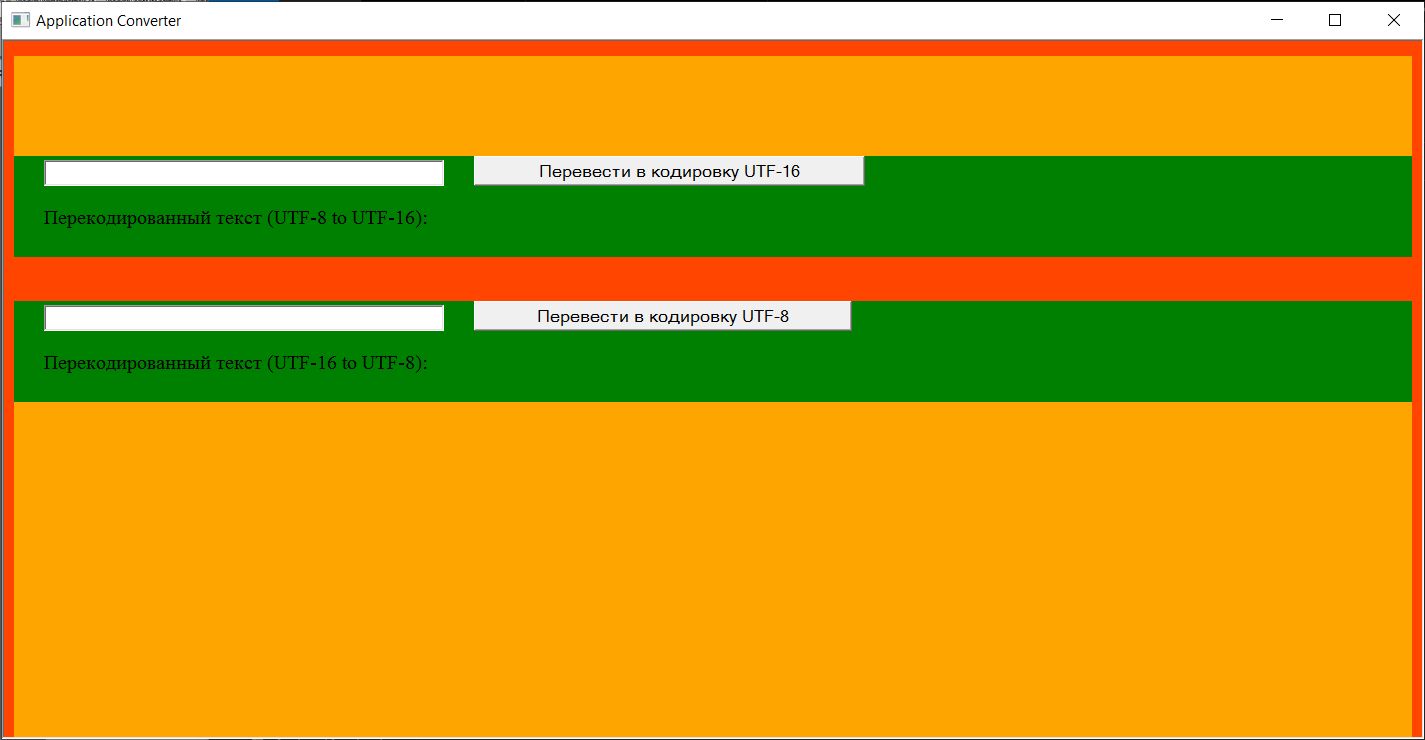 Application Converter
Перевести в кодировку UTF-16
Перекодированный текст (UTF-8 to UTF-16):
Перевести в кодировку UTF-8
Перекодированный текст (UTF-16 to UTF-8):